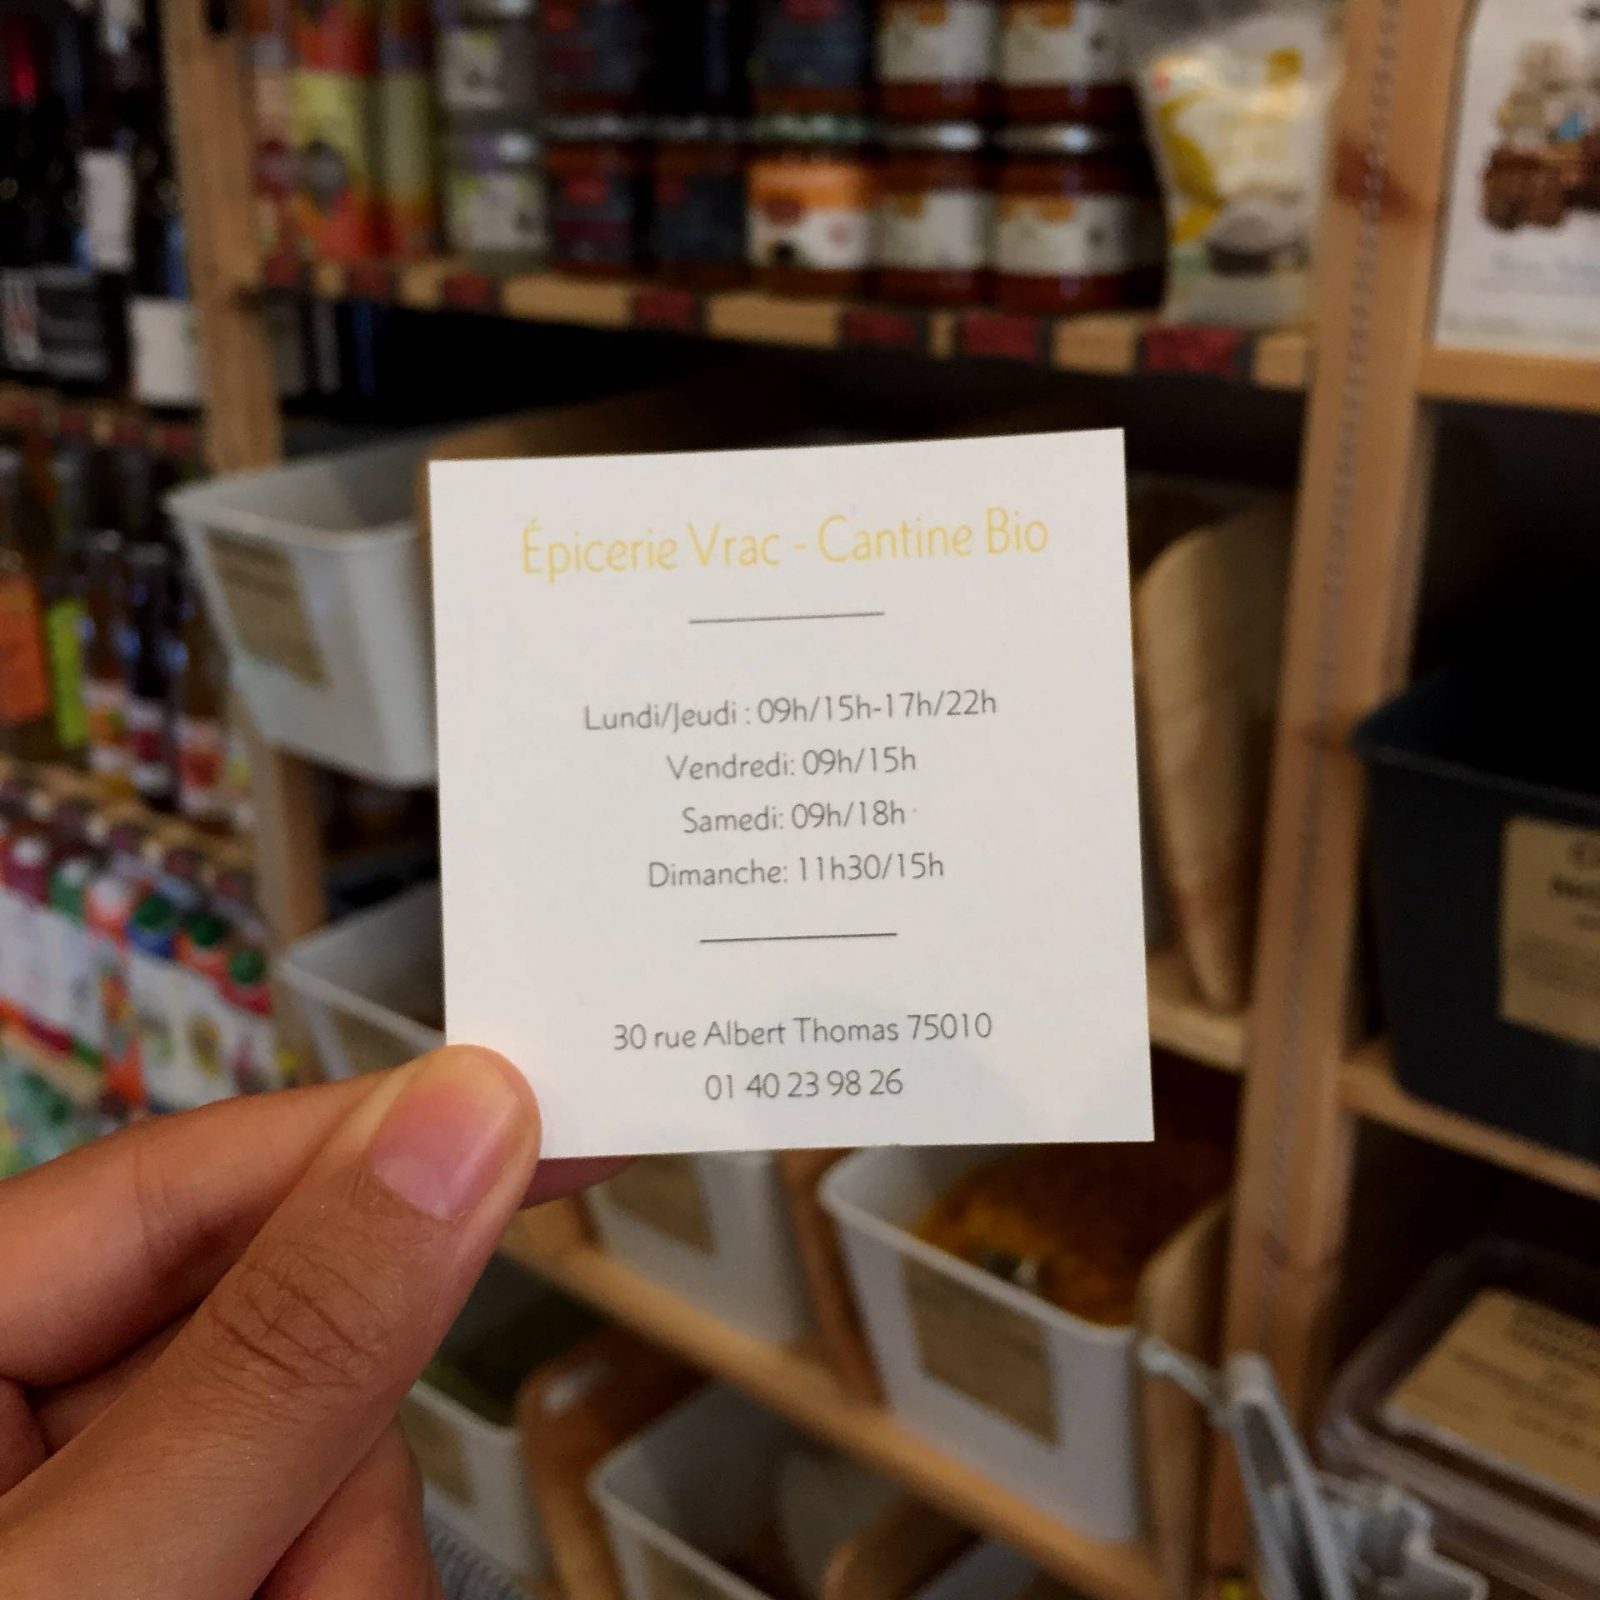 Épicerie Vrac - Cantine Bio
Lundi/Jeudi : 09h/15h-17h/22h
Vendredi: 09h/15h
Samedi: 09h/18h
Dimanche: 11h30/15h
30 rue Albert Thomas 75010
01 40 23 98 26